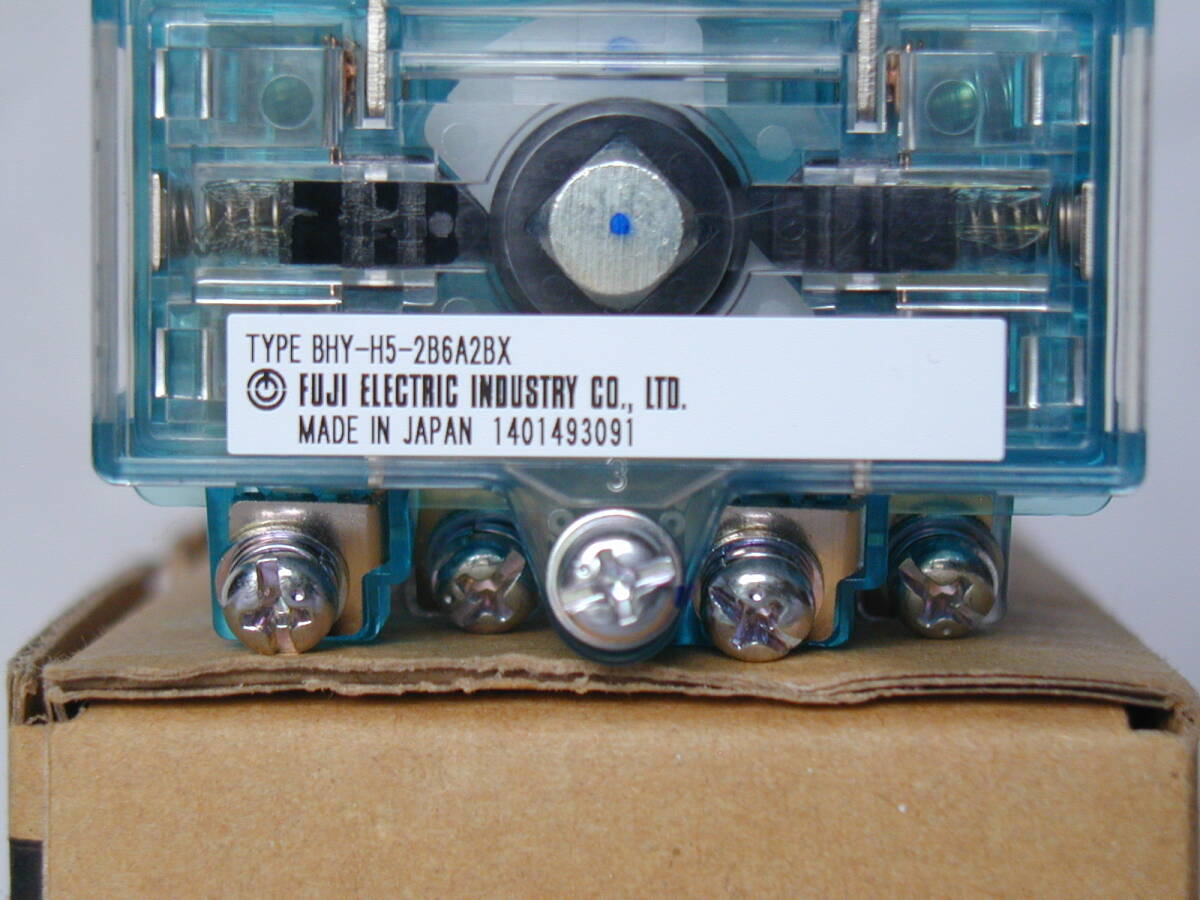 TYPE BHY-H5-2B6A2BX
FUJI ELECTRIC INDUSTRY CO., LTD.
MADE IN JAPAN 1401493091
3